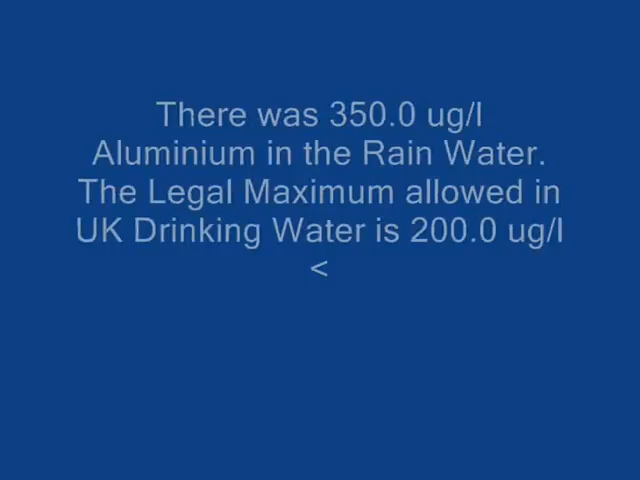 There was 350.0 ug/l
Aluminium in the Rain Water.
The Legal Maximum allowed in
UK Drinking Water is 200.0 ug/l
<